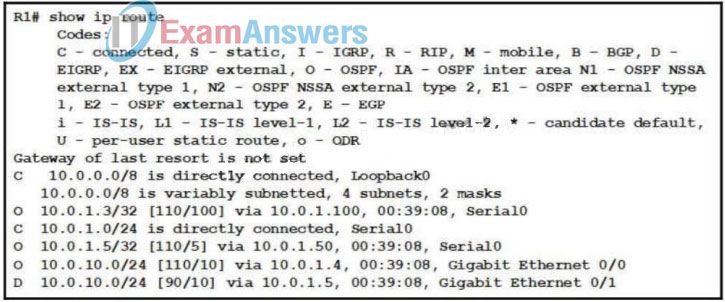 R1# show ip route
ITExamAnswers
Codes:
C - connected, S - static, I - IGRP, R - RIP, M - mobile, B - BGP, D -
EIGRP, EX - EIGRP external, O - OSPF, IA - OSPF inter area N1 - OSPF NSSA
external type 1, N2 - OSPF NSSA external type 2, E1 - OSPF external type
1, E2 - OSPF external type 2, E - EGP
i - IS-IS, L1 - IS-IS level-1, L2 - IS-IS level-2, * - candidate default,
U - per-user static route, o - ODR
Gateway of last resort is not set
C 10.0.0.0/8 is directly connected, Loopback0
10.0.0.0/8 is variably subnetted, 4 subnets, 2 masks
O 10.0.1.3/32 [110/100] via 10.0.1.100, 00:39:08, Serial0
C 10.0.1.0/24 is directly connected, Serial0
O 10.0.1.5/32 [110/5] via 10.0.1.50, 00:39:08, Serial0
O 10.0.10.0/24 [110/10] via 10.0.1.4, 00:39:08, Gigabit Ethernet 0/0
D 10.0.10.0/24 [90/10] via 10.0.1.5, 00:39:08, Gigabit Ethernet 0/1